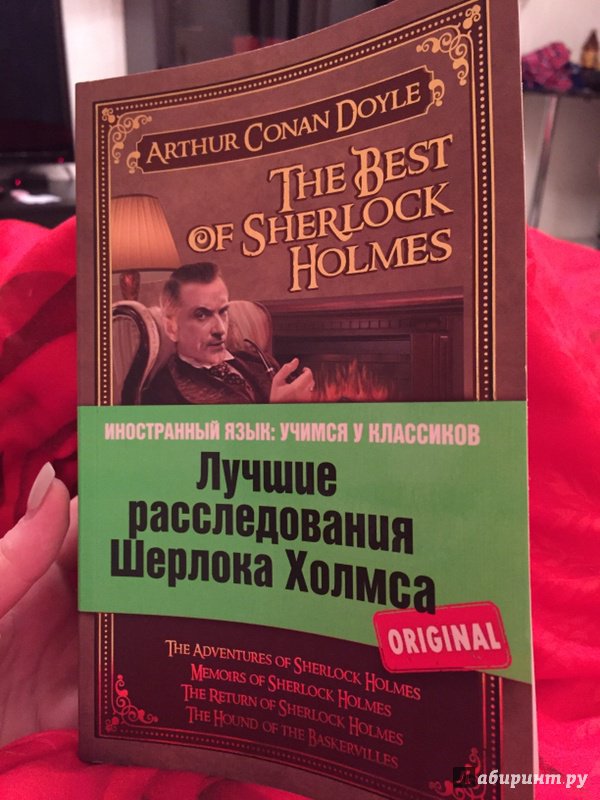 ARTHUR CONAN DOYLE
THE BEST
OF SHERLOCK
HOLMES
ИНОСТРАННЫЙ ЯЗЫК: УЧИМСЯ У КЛАССИКОВ
Лучшие
расследования
Шерлока Холмса
ORIGINAL
THE ADVENTURES OF SHERLOCK HOLMES
MEMOIRS OF SHERLOCK HOLMES
THE RETURN OF SHERLOCK HOLMES
THE HOUND OF THE BASKERVILLES
Лабиринт.ру